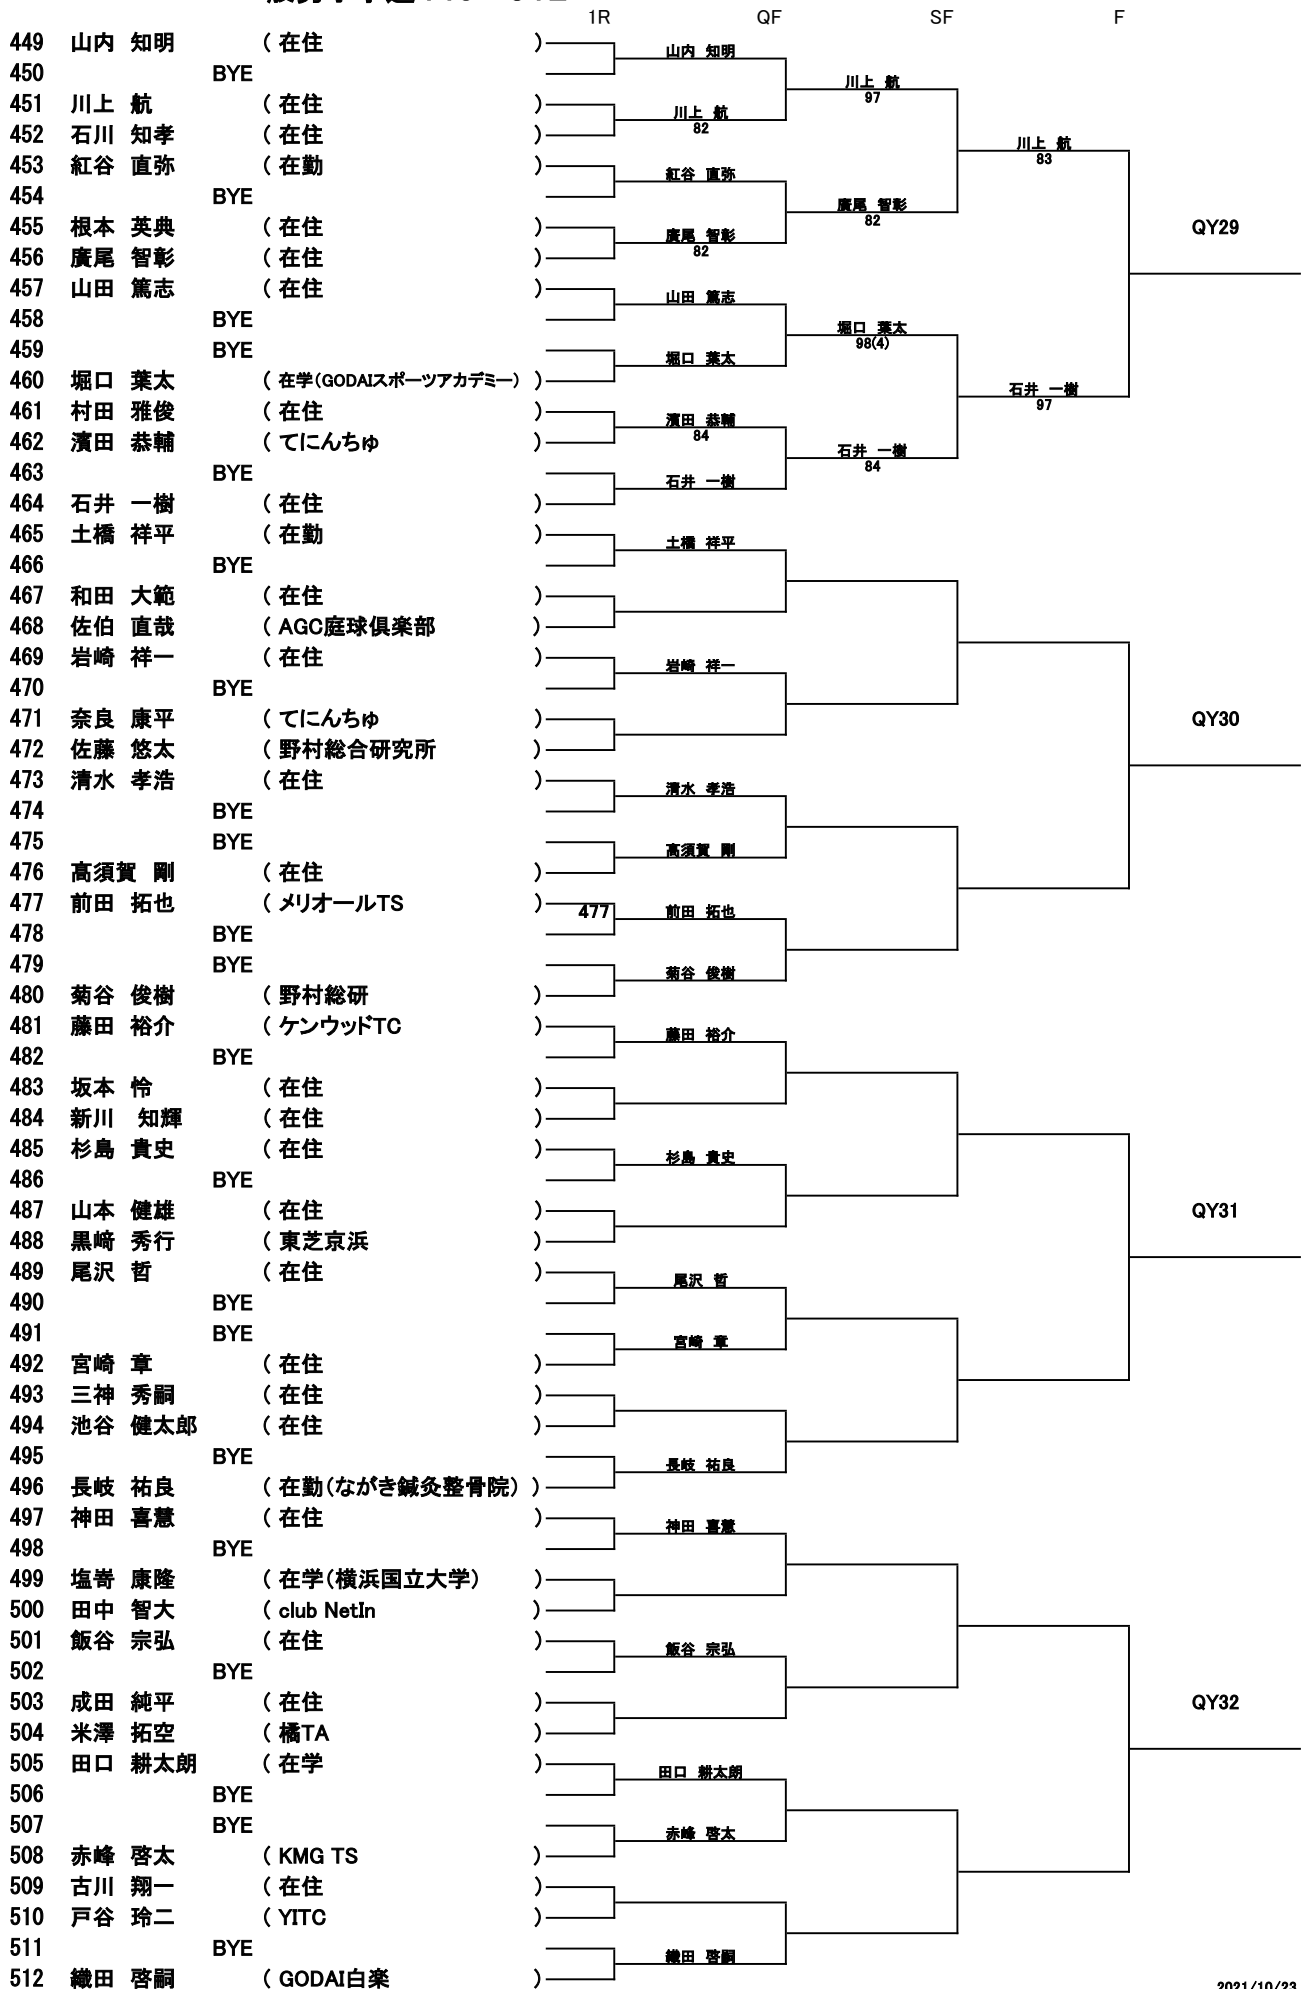 1R QF SF F
449 山内 知明 ( 在住 ) 山内 知明
450 BYE 川上 航
451 川上 航 ( 在住 ) 川上 航 97
452 石川 知孝 ( 在住 ) 82 川上 航
453 紅谷 直弥 ( 在勤 ) 紅谷 直弥 83
454 BYE 廣尾 智彰
455 根本 英典 ( 在住 ) 廣尾 智彰 82 QY29
456 廣尾 智彰 ( 在住 ) 82
457 山田 篤志 ( 在住 ) 山田 篤志
458 BYE 堀口 葉太
459 BYE 堀口 葉太 98(4)
460 堀口 葉太 ( 在学(GODAIスポーツアカデミー) ) 石井 一樹
461 村田 雅俊 ( 在住 ) 濱田 恭輔 97
462 濱田 恭輔 ( てにんちゅ ) 84 石井 一樹
463 BYE 石井 一樹 84
464 石井 一樹 ( 在住 )
465 土橋 祥平 ( 在勤 ) 土橋 祥平
466 BYE
467 和田 大範 ( 在住 )
468 佐伯 直哉 ( AGC庭球倶楽部 )
469 岩崎 祥一 ( 在住 ) 岩崎 祥一
470 BYE
471 奈良 康平 ( てにんちゅ ) QY30
472 佐藤 悠太 ( 野村総合研究所 )
473 清水 孝浩 ( 在住 ) 清水 孝浩
474 BYE
475 BYE 高須賀 剛
476 高須賀 剛 ( 在住 )
477 前田 拓也 ( メリオールTS ) 477 前田 拓也
478 BYE
479 BYE 菊谷 俊樹
480 菊谷 俊樹 ( 野村総研 )
481 藤田 裕介 ( ケンウッドTC ) 藤田 裕介
482 BYE
483 坂本 怜 ( 在住 )
484 新川 知輝 ( 在住 )
485 杉島 貴史 ( 在住 ) 杉島 貴史
486 BYE
487 山本 健雄 ( 在住 ) QY31
488 黒﨑 秀行 ( 東芝京浜 )
489 尾沢 哲 ( 在住 ) 尾沢 哲
490 BYE
491 BYE 宮崎 章
492 宮崎 章 ( 在住 )
493 三神 秀嗣 ( 在住 )
494 池谷 健太郎 ( 在住 )
495 BYE 長岐 祐良
496 長岐 祐良 ( 在勤(ながき鍼灸整骨院) )
497 神田 喜慧 ( 在住 ) 神田 喜慧
498 BYE
499 塩嵜 康隆 ( 在学(横浜国立大学) )
500 田中 智大 ( club NetIn )
501 飯谷 宗弘 ( 在住 ) 飯谷 宗弘
502 BYE
503 成田 純平 ( 在住 ) QY32
504 米澤 拓空 ( 橘TA )
505 田口 耕太朗 ( 在学 ) 田口 耕太朗
506 BYE
507 BYE 赤峰 啓太
508 赤峰 啓太 ( KMG TS )
509 古川 翔一 ( 在住 )
510 戸谷 玲二 ( YITC )
511 BYE 織田 啓嗣
512 織田 啓嗣 ( GODAI白楽 )
2021/10/23